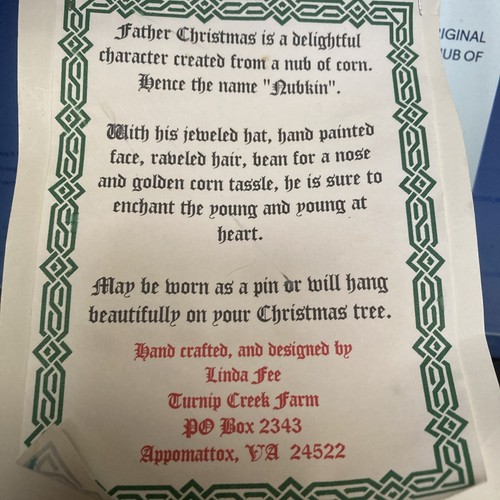 Father Christmas is a delightful
character created from a nub of corn.
Hence the name "Nubkin".
With his jeweled hat, hand painted
face, raveled hair, bean for a nose
and golden corn tassle, he is sure to
enchant the young and young at
heart.
May be worn as a pin or will hang
beautifully on your Christmas tree.
Hand crafted, and designed by
Linda Fee
Turnip Creek Farm
PO Box 2343
Appomattox, VA 24522
IGINAL
UB OF